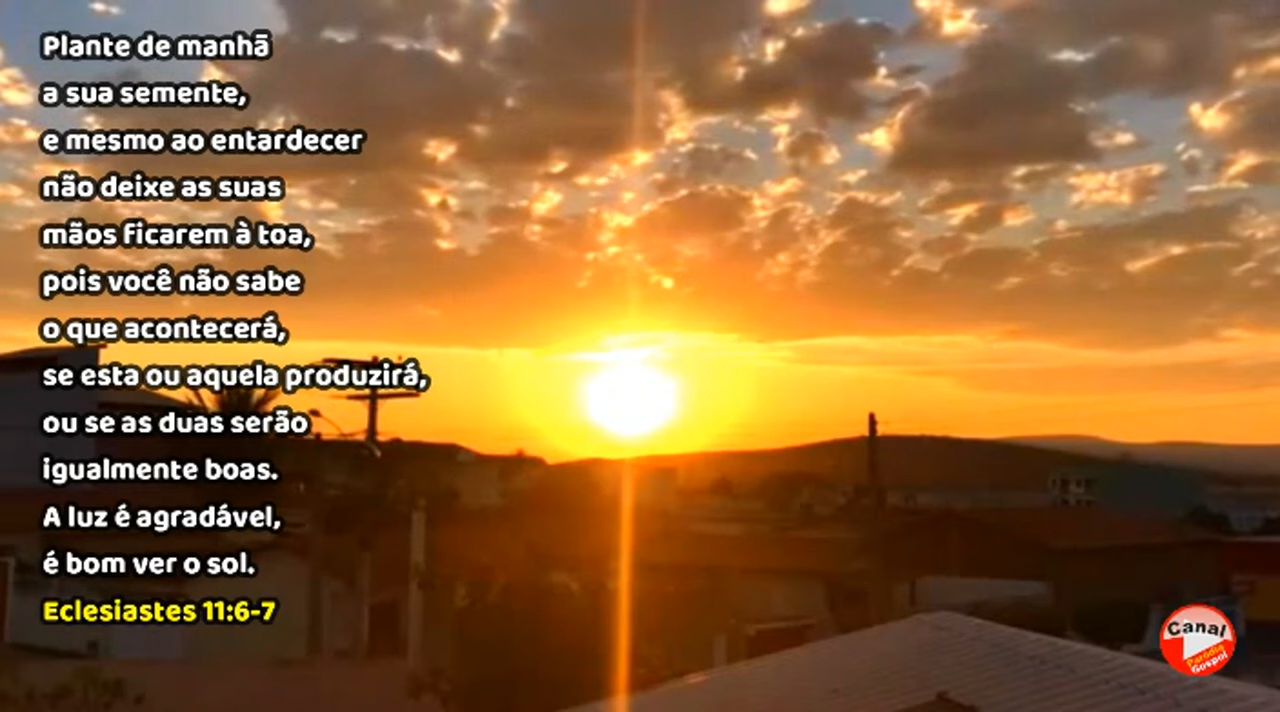 Plante de manhã
a sua semente,
e mesmo ao entardecer
não deixe as suas
mãos ficarem à toa,
pois você não sabe
o que acontecerá,
se esta ou aquela produzirá,
ou se as duas serão
igualmente boas.
A luz é agradável,
é bom ver o sol.
Eclesiastes 11:6-7
Canal
Paródia
Gospel